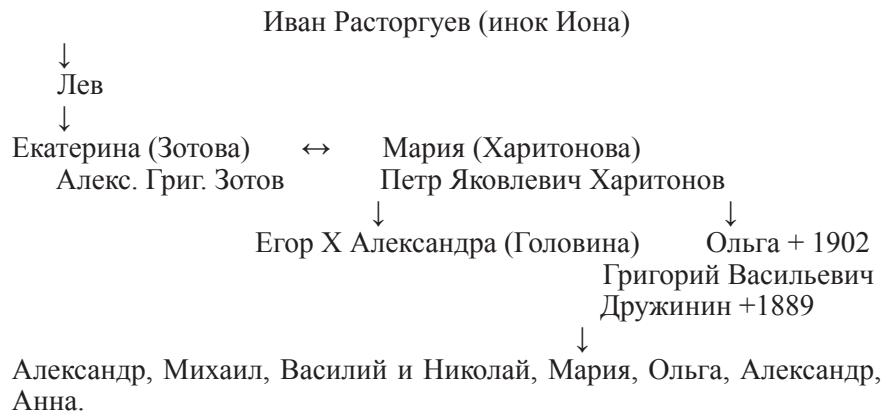 Иван Расторгуев (инок Иона)
↓
Лев
↓
Екатерина (Зотова) ↔ Мария (Харитонова)
Алекс. Григ. Зотов Петр Яковлевич Харитонов
↓ ↓
Егор Х Александра (Головина) Ольга + 1902
Григорий Васильевич
Дружинин +1889
↓
Александр, Михаил, Василий и Николай, Мария, Ольга, Александр,
Анна.